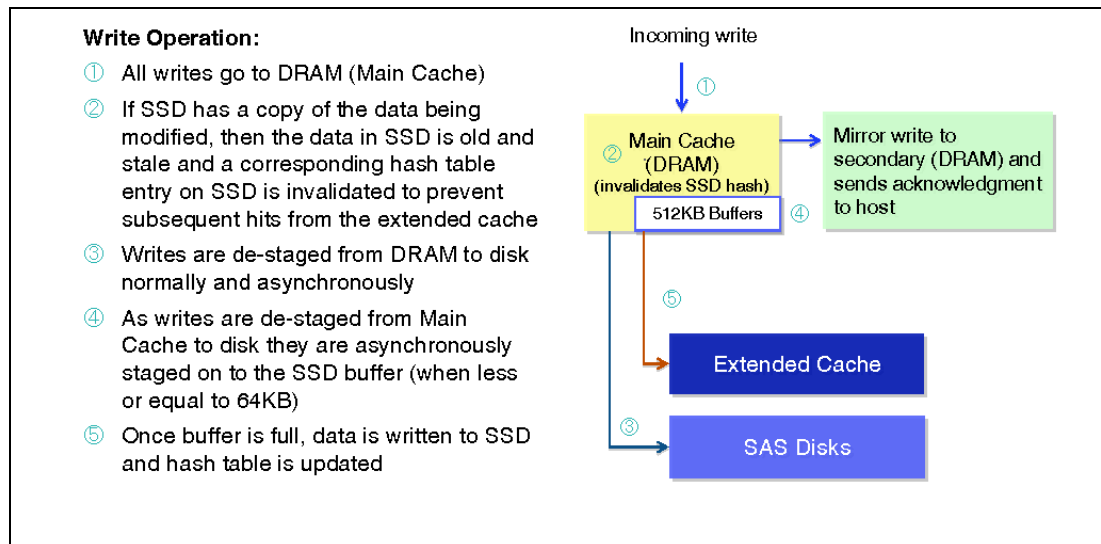 Write Operation:
① All writes go to DRAM (Main Cache)
② If SSD has a copy of the data being
modified, then the data in SSD is old and
stale and a corresponding hash table
entry on SSD is invalidated to prevent
subsequent hits from the extended cache
③ Writes are de-staged from DRAM to disk
normally and asynchronously
④ As writes are de-staged from Main
Cache to disk they are asynchronously
staged on to the SSD buffer (when less
or equal to 64KB)
⑤ Once buffer is full, data is written to SSD
and hash table is updated
Incoming write
①
② Main Cache
(DRAM)
(invalidates SSD hash)
512KB Buffers
④
Mirror write to
secondary (DRAM) and
sends acknowledgment
to host
⑤
Extended Cache
③
SAS Disks